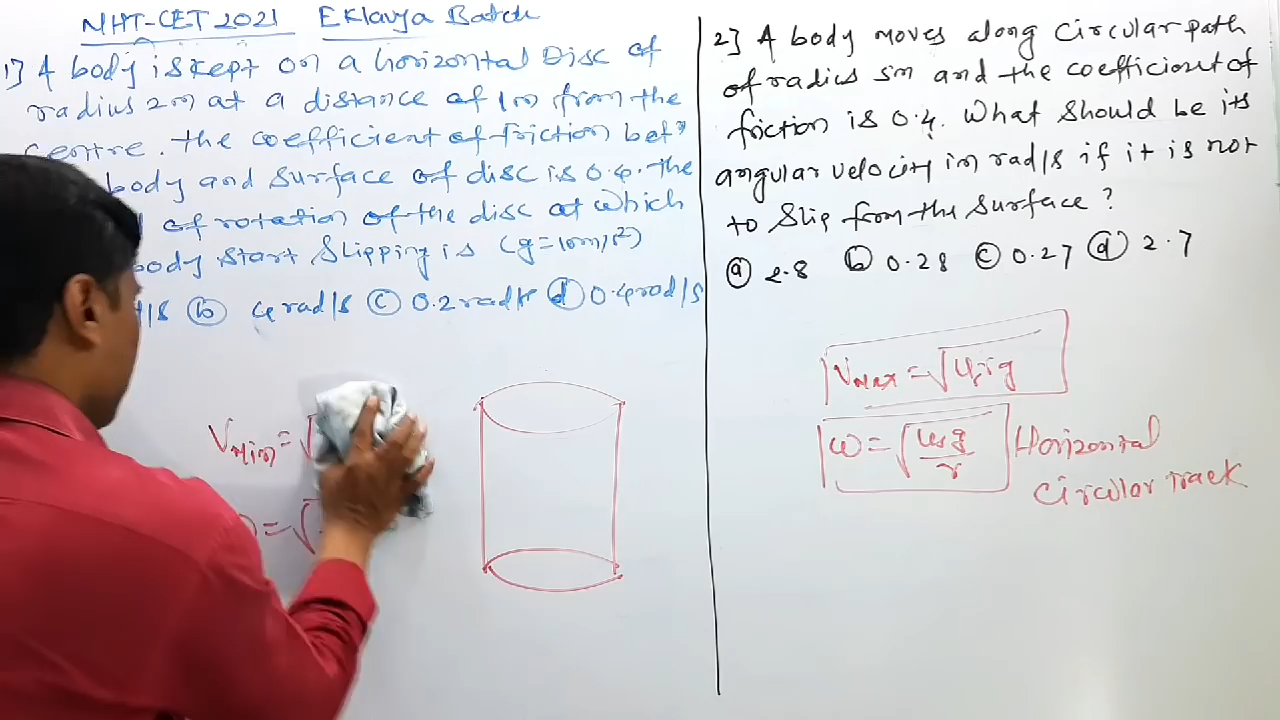 MHT-CET 2021 Eklavya Batch
1] A body is kept on a horizontal Disc of
radius 2m at a distance of 1m from the
centre. The coefficient of friction betn
body and surface of disc is 0.4. The
of rotation of the disc at which
body start slipping is (g=10m/s²)
(b) 4 rad/s (c) 0.2 rad/s (d) 0.4 rad/s
Vmin = √
= √
2] A body moves along circular path
of radius 5m and the coefficient of
friction is 0.4. What should be its
angular velocity in rad/s if it is not
to slip from the surface?
(a) 2.8 (b) 0.28 (c) 0.27 (d) 2.7
Vmax = √μrg
ω = √μsg/r Horizontal
circular track